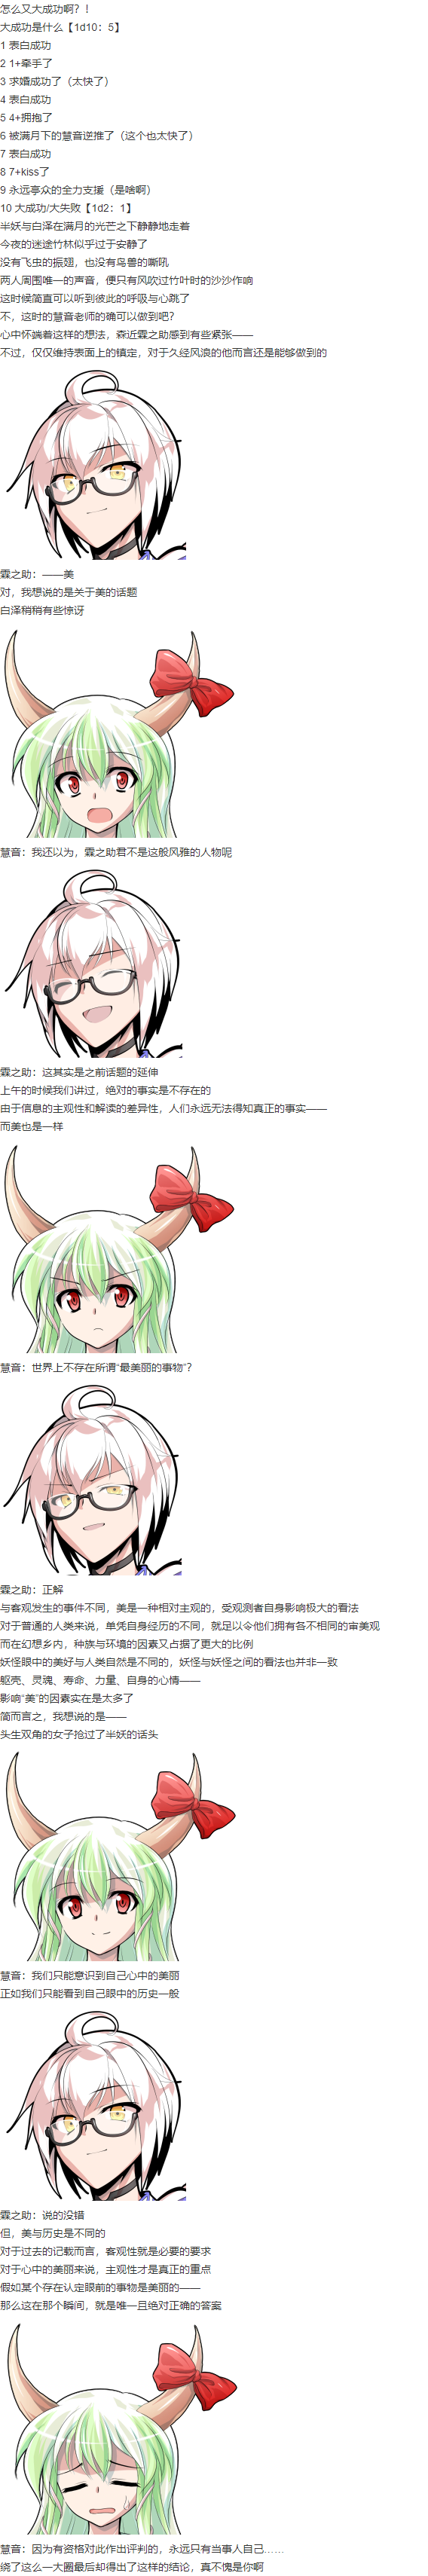 怎么又大成功啊？！
大成功是什么【1d10：5】
1 表白成功
2 1+牵手了
3 求婚成功了（太快了）
4 表白成功
5 4+拥抱了
6 被满月下的慧音逆推了（这个也太快了）
7 表白成功
8 7+kiss了
9 永远亭众的全力支援（是啥啊）
10 大成功/大失败【1d2：1】
半妖与白泽在满月的光芒之下静静地走着
今夜的迷途竹林似乎过于安静了
没有飞虫的振翅，也没有鸟兽的嘶吼
两人周围唯一的声音，便只有风吹过竹叶时的沙沙作响
这时候简直可以听到彼此的呼吸与心跳了
不，这时的慧音老师的确可以做到吧？
心中怀揣着这样的想法，森近霖之助感到有些紧张——
不过，仅仅维持表面上的镇定，对于久经风浪的他而言还是能够做到的
霖之助：——美
对，我想说的是关于美的话题
白泽稍稍有些惊讶
慧音：我还以为，霖之助君不是这般风雅的人物呢
霖之助：这其实是之前话题的延伸
上午的时候我们讲过，绝对的事实是不存在的
由于信息的主观性和解读的差异性，人们永远无法得知真正的事实——
而美也是一样
慧音：世界上不存在所谓“最美丽的事物”？
霖之助：正解
与客观发生的事件不同，美是一种相对主观的，受观测者自身影响极大的看法
对于普通的人类来说，单凭自身经历的不同，就足以令他们拥有各不相同的审美观
而在幻想乡内，种族与环境的因素又占据了更大的比例
妖怪眼中的美好与人类自然是不同的，妖怪与妖怪之间的看法也并非一致
躯壳、灵魂、寿命、力量、自身的心情——
影响“美”的因素实在是太多了
简而言之，我想说的是——
头生双角的女子抢过了半妖的话头
慧音：我们只能意识到自己心中的美丽
正如我们只能看到自己眼中的历史一般
霖之助：说的没错
但，美与历史是不同的
对于过去的记载而言，客观性就是必要的要求
对于心中的美丽来说，主观性才是真正的重点
假如某个存在认定眼前的事物是美丽的——
那么这在那个瞬间，就是唯一且绝对正确的答案
慧音：因为有资格对此作出评判的，永远只有当事人自己……
绕了这么一大圈最后却得出了这样的结论，真不愧是你啊